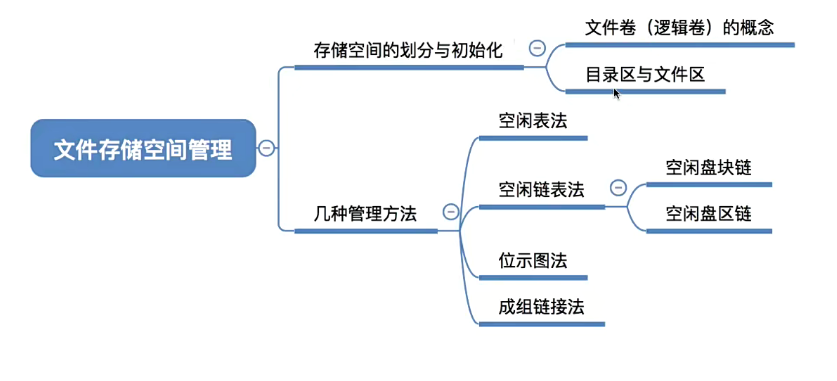 文件卷（逻辑卷）的概念
存储空间的划分与初始化
目录区与文件区
文件存储空间管理
空闲表法
空闲盘块链
空闲链表法
空闲盘区链
几种管理方法
位示图法
成组链接法